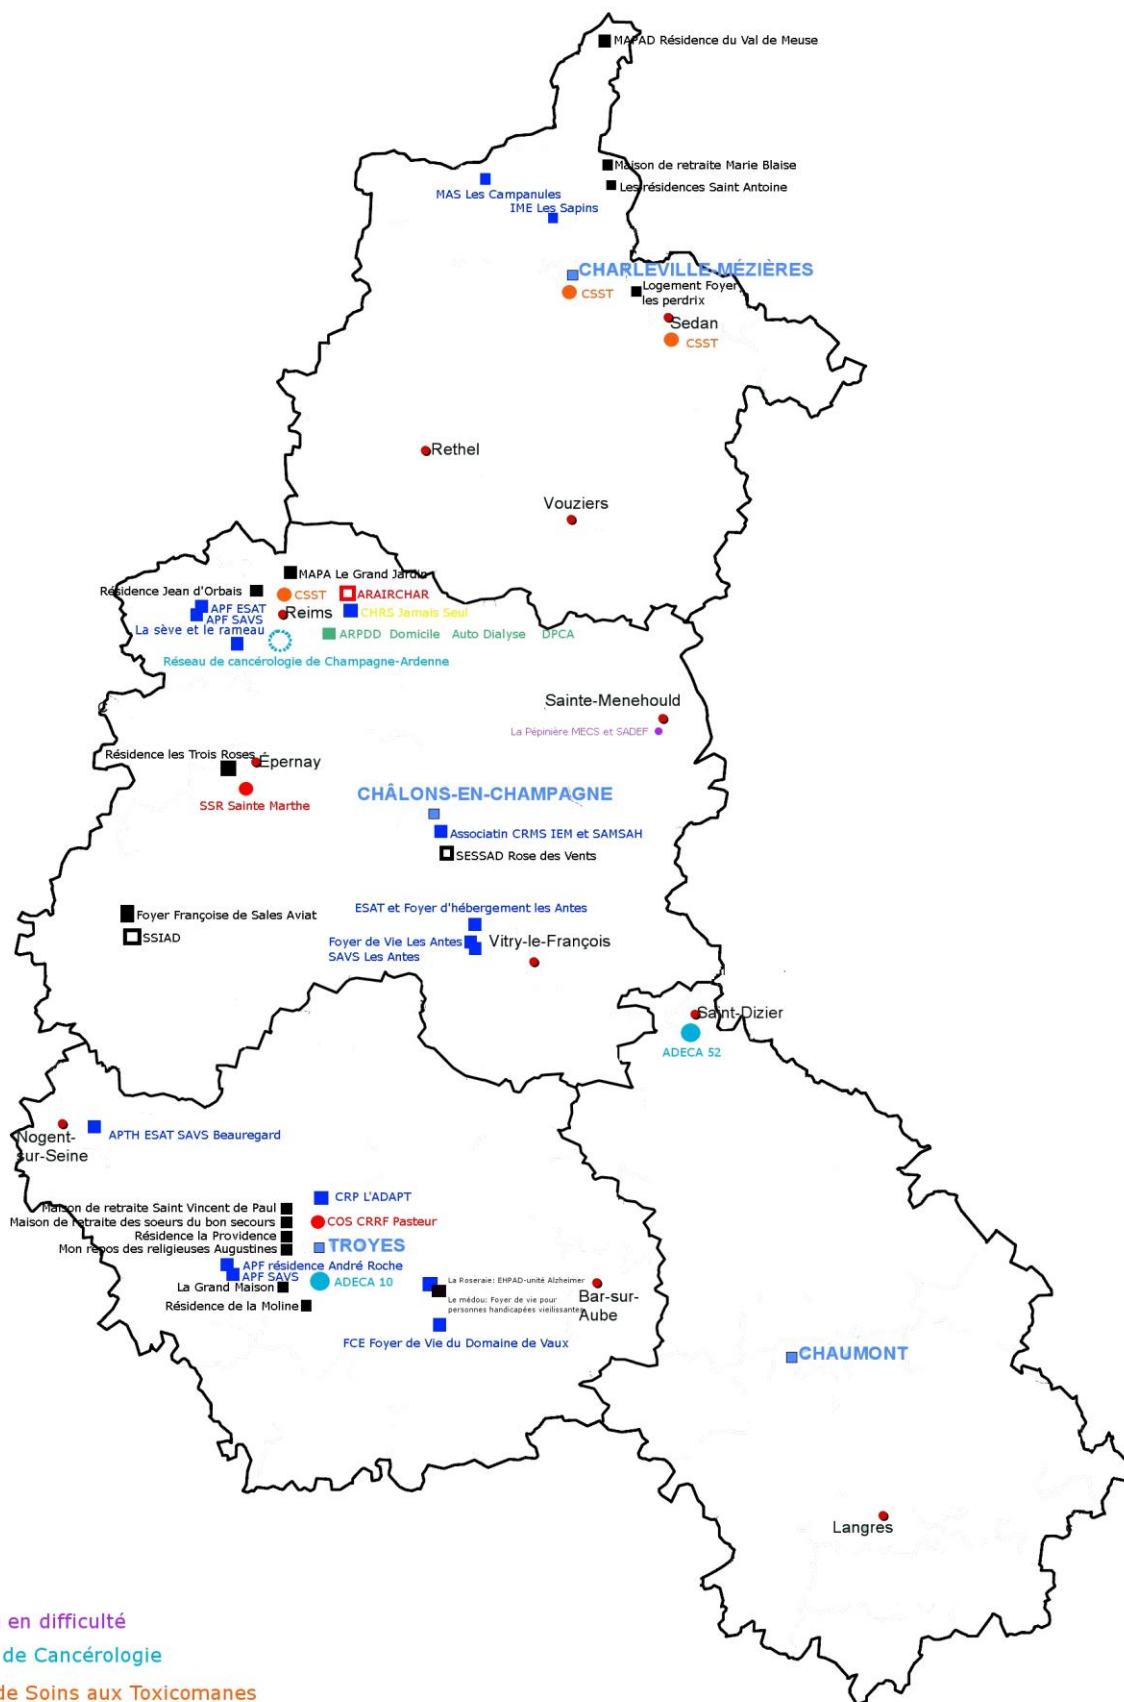 MAPAD Résidence du Val de Meuse
Maison de retraite Marie Blaise
Les résidences Saint Antoine
MAS Les Campanules
IME Les Sapins
CHARLEVILLE-MÉZIÈRES
CSST
Logement Foyer
les perdrix
Sedan
CSST
Rethel
Vouziers
MAPA Le Grand Jardin
Résidence Jean d'Orbais
CSST
ARAIRCHAR
APF ESAT
APF SAVS
Reims
CHRS Jamais Seul
La sève et le rameau
ARPDD Domicile Auto Dialyse DPCA
Réseau de cancérologie de Champagne-Ardenne
Sainte-Menehould
La Pépinière MECS et SADEF
Résidence les Trois Roses
Épernay
SSR Sainte Marthe
CHÂLONS-EN-CHAMPAGNE
Associatin CRMS IEM et SAMSAH
SESSAD Rose des Vents
ESAT et Foyer d'hébergement les Antes
Foyer Françoise de Sales Aviat
SSIAD
Foyer de Vie Les Antes
SAVS Les Antes
Vitry-le-François
Saint-Dizier
ADECA 52
Nogent-
sur-Seine
APTH ESAT SAVS Beauregard
CRP L'ADAPT
Maison de retraite Saint Vincent de Paul
Maison de retraite des soeurs du bon secours
COS CRRF Pasteur
Résidence la Providence
Mon repos des religieuses Augustines
TROYES
APF résidence André Roche
APF SAVS
La Grand Maison
ADECA 10
Résidence de la Moline
La Roseraie: EHPAD-unité Alzheimer
Le médou: Foyer de vie pour
personnes handicapées vieilissantes
Bar-sur-
Aube
FCE Foyer de Vie du Domaine de Vaux
CHAUMONT
Langres
en difficulté
de Cancérologie
de Soins aux Toxicomanes